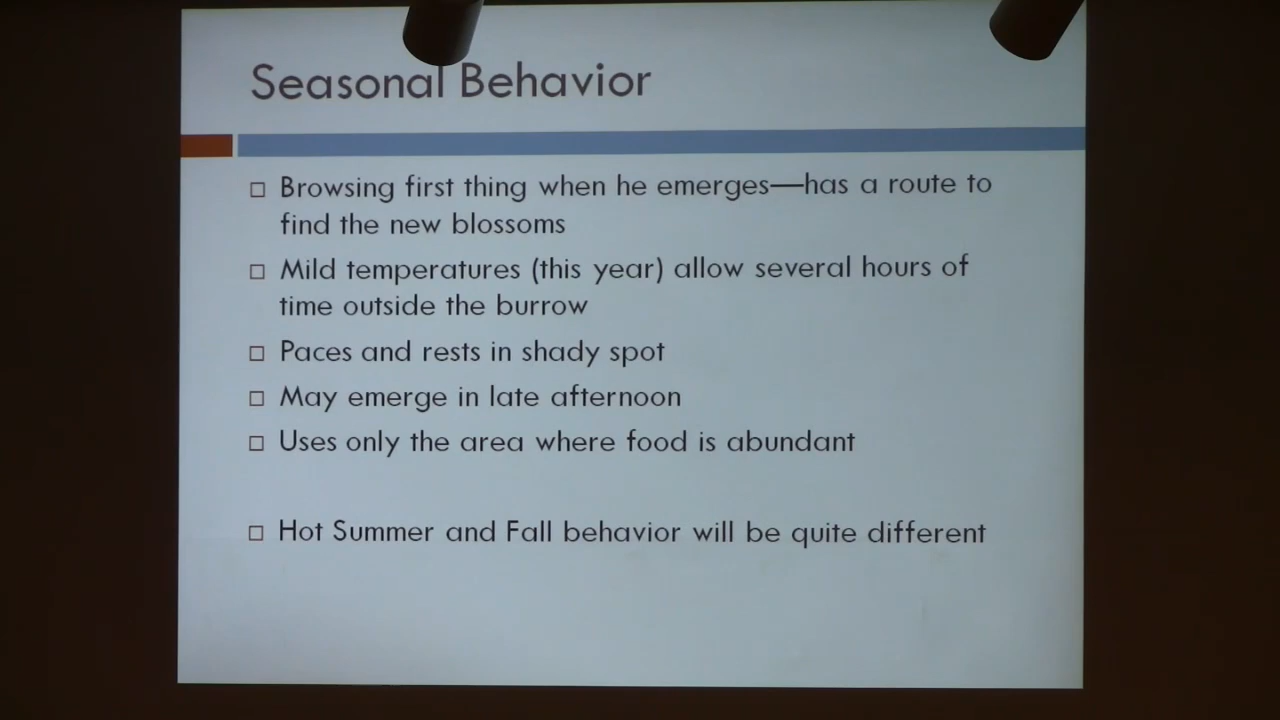 Seasonal Behavior
Browsing first thing when he emerges—has a route to
find the new blossoms
Mild temperatures (this year) allow several hours of
time outside the burrow
Paces and rests in shady spot
May emerge in late afternoon
Uses only the area where food is abundant
Hot Summer and Fall behavior will be quite different